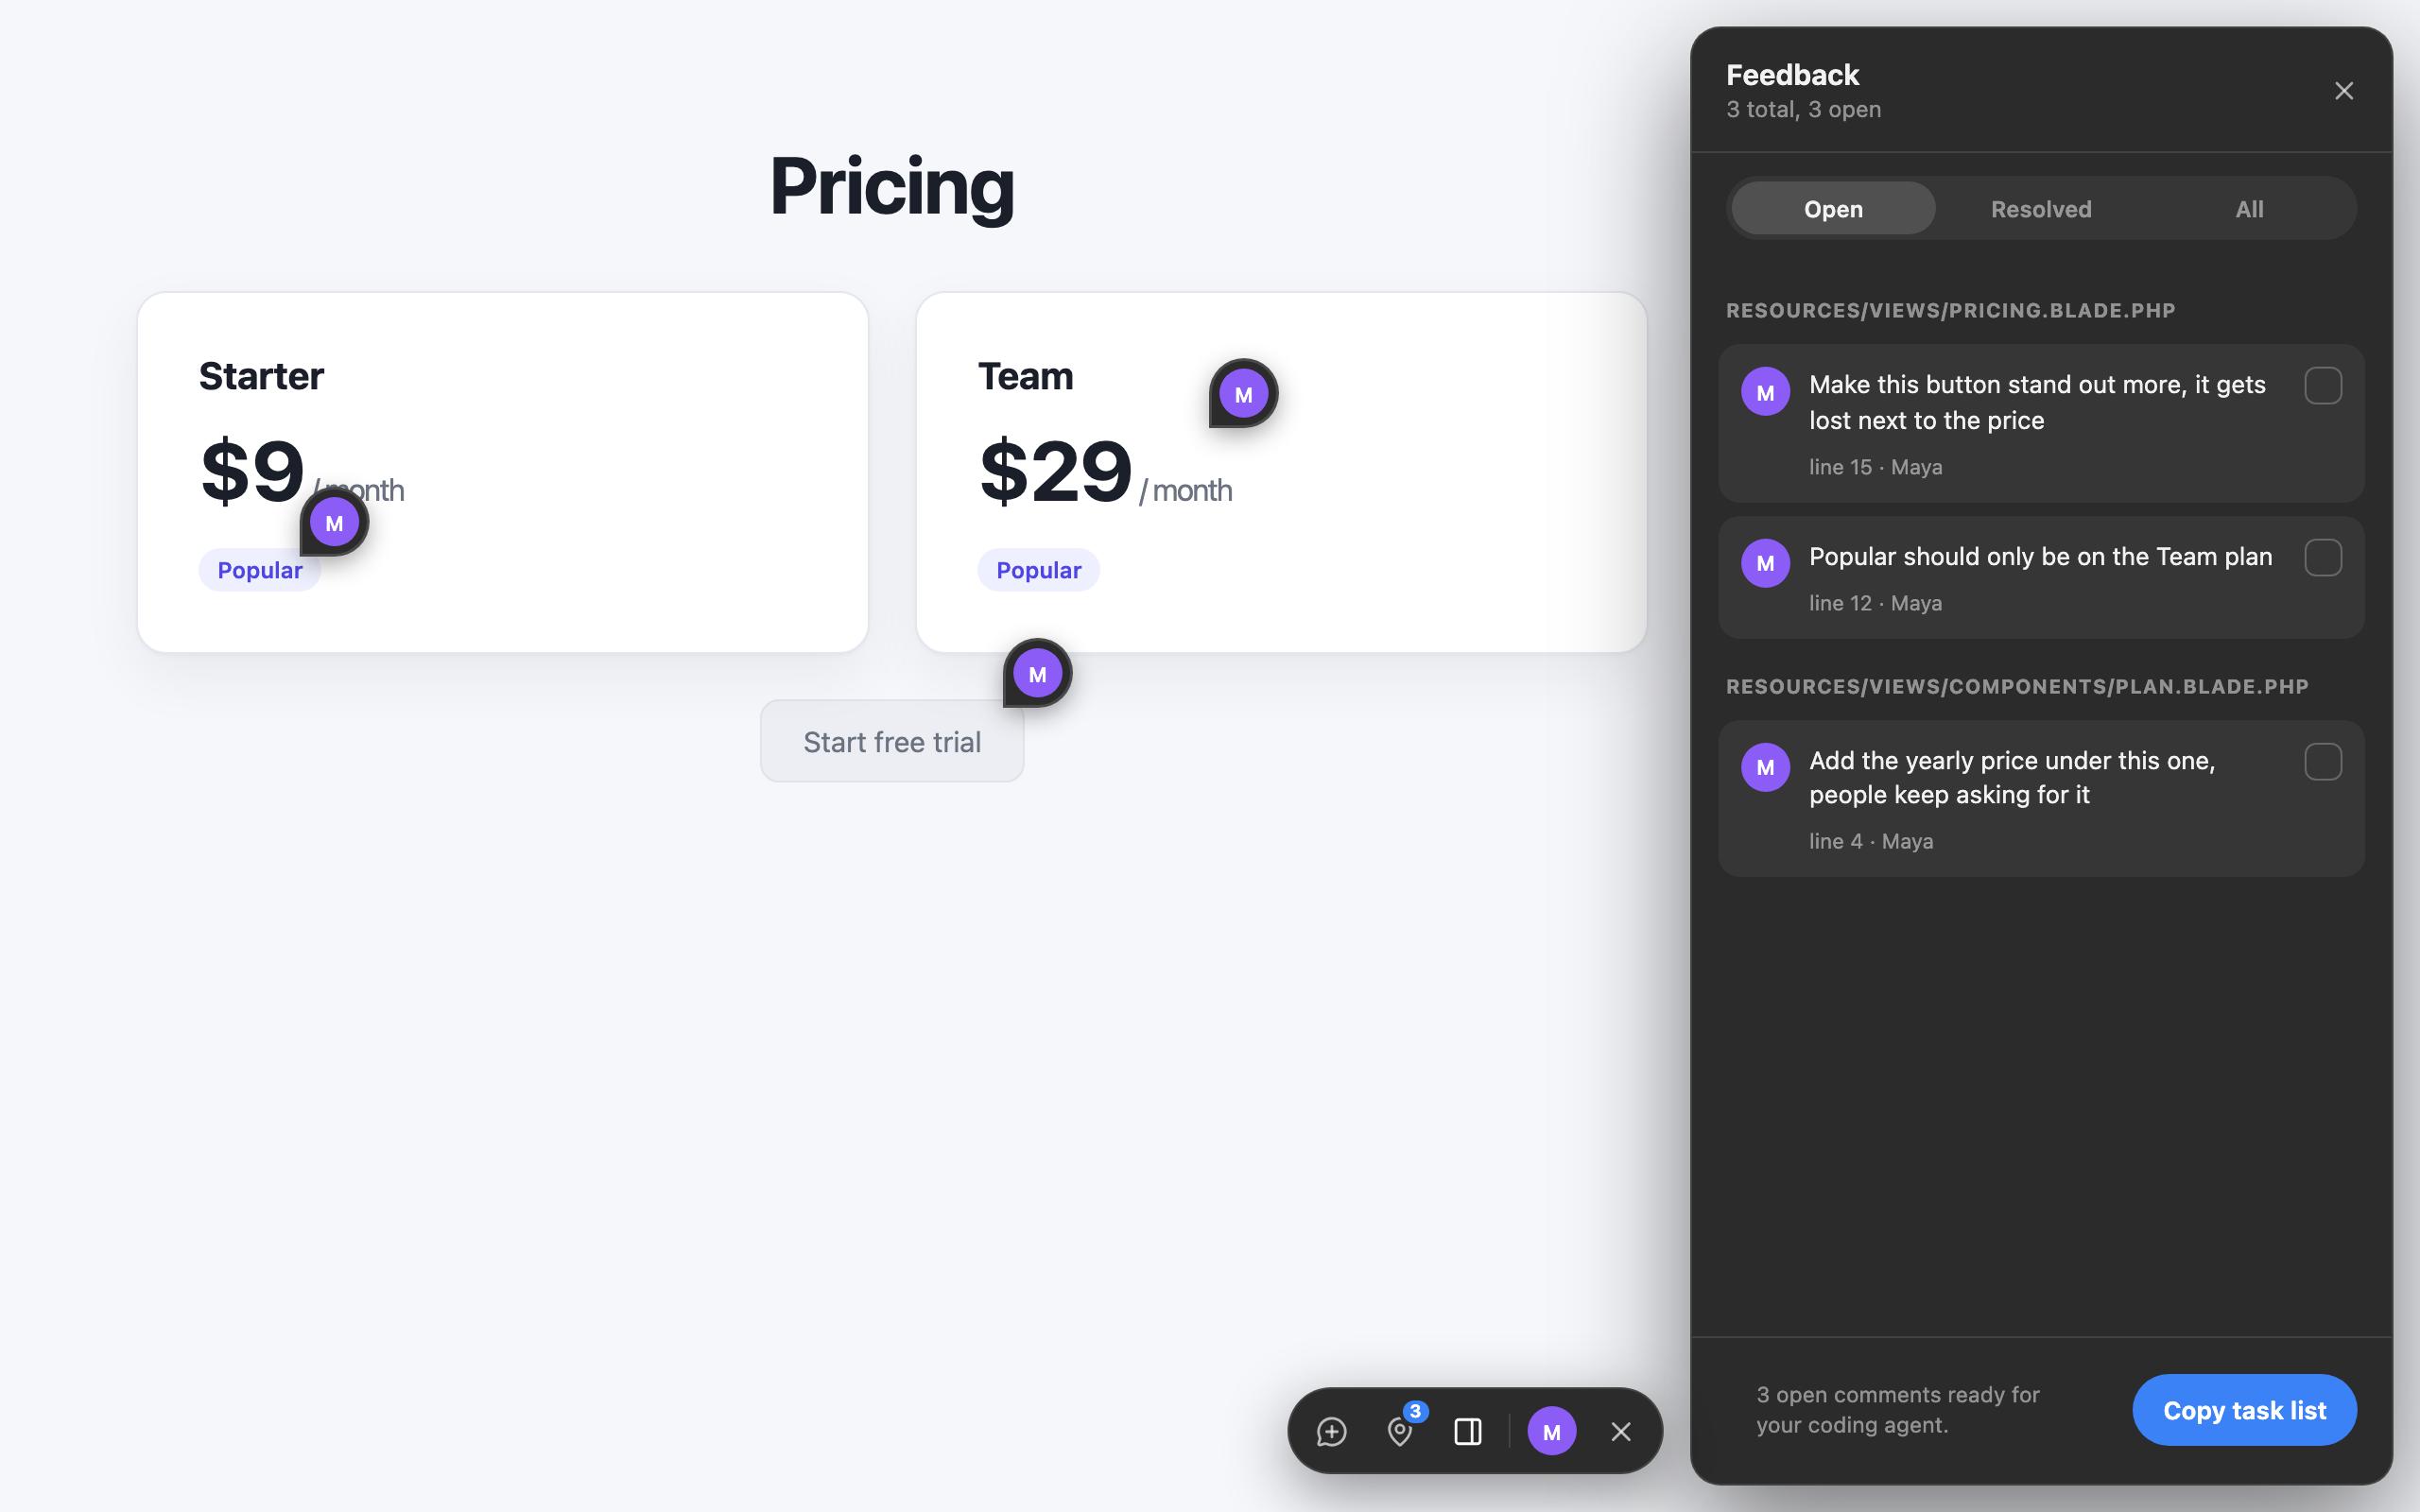 Pricing
Starter
$9 / month
M
Popular
Team
M
$29 / month
Popular
M
Start free trial
3
M
Feedback
3 total, 3 open
Open
Resolved
All
RESOURCES/VIEWS/PRICING.BLADE.PHP
M
Make this button stand out more, it gets
lost next to the price
line 15 · Maya
M
Popular should only be on the Team plan
line 12 · Maya
RESOURCES/VIEWS/COMPONENTS/PLAN.BLADE.PHP
M
Add the yearly price under this one,
people keep asking for it
line 4 · Maya
3 open comments ready for
your coding agent.
Copy task list